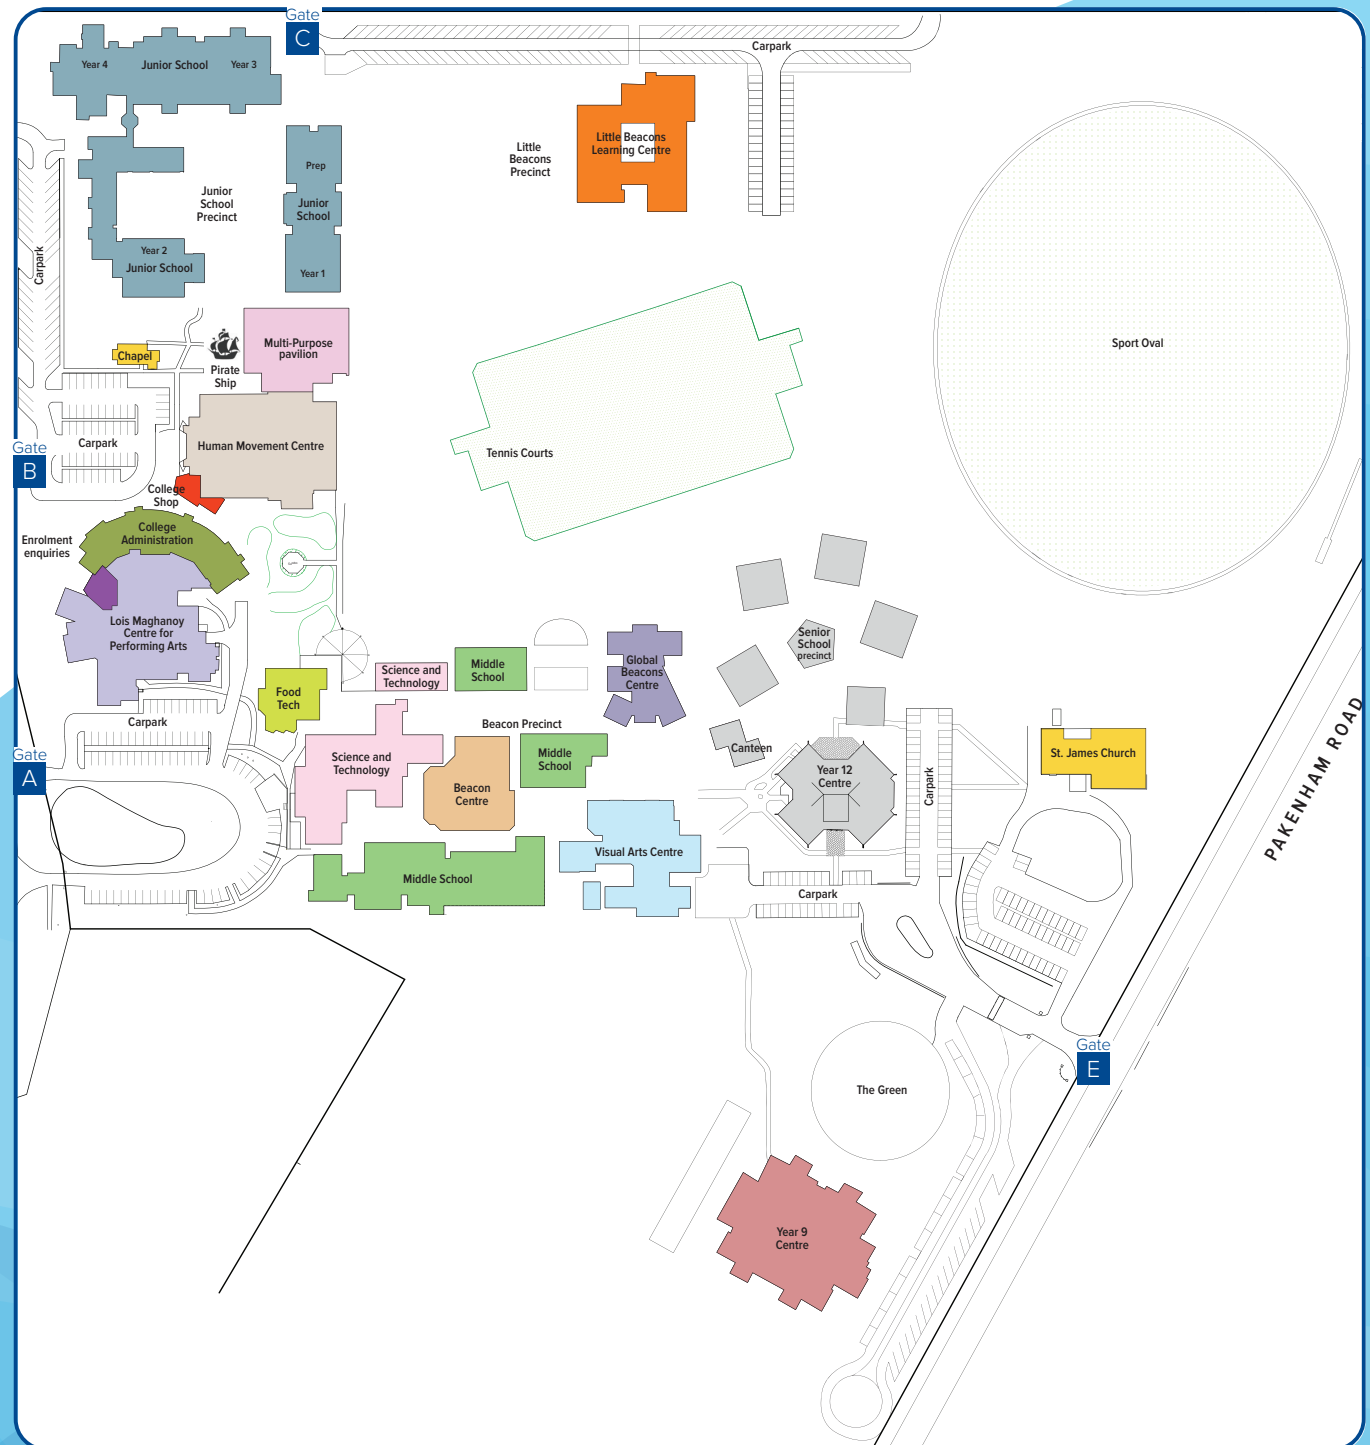 Gate
C
Carpark
Year 4
Junior School
Year 3
Little Beacons
Learning Centre
Little
Beacons
Precinct
Prep
Junior
School
Year 1
Junior
School
Precinct
Carpark
Year 2
Junior School
Chapel
Pirate
Ship
Multi-Purpose
pavilion
Sport Oval
Carpark
Human Movement Centre
Tennis Courts
Gate
B
College
Shop
College
Administration
Enrolment
enquiries
Lois Maghanoy
Centre for
Performing Arts
Senior
School
precinct
Science and
Technology
Middle
School
Global
Beacons
Centre
Food
Tech
Carpark
Beacon Precinct
Canteen
St. James Church
PAKENHAM ROAD
Gate
A
Science and
Technology
Middle
School
Year 12
Centre
Carpark
Beacon
Centre
Visual Arts Centre
Middle School
Carpark
Gate
E
The Green
Year 9
Centre